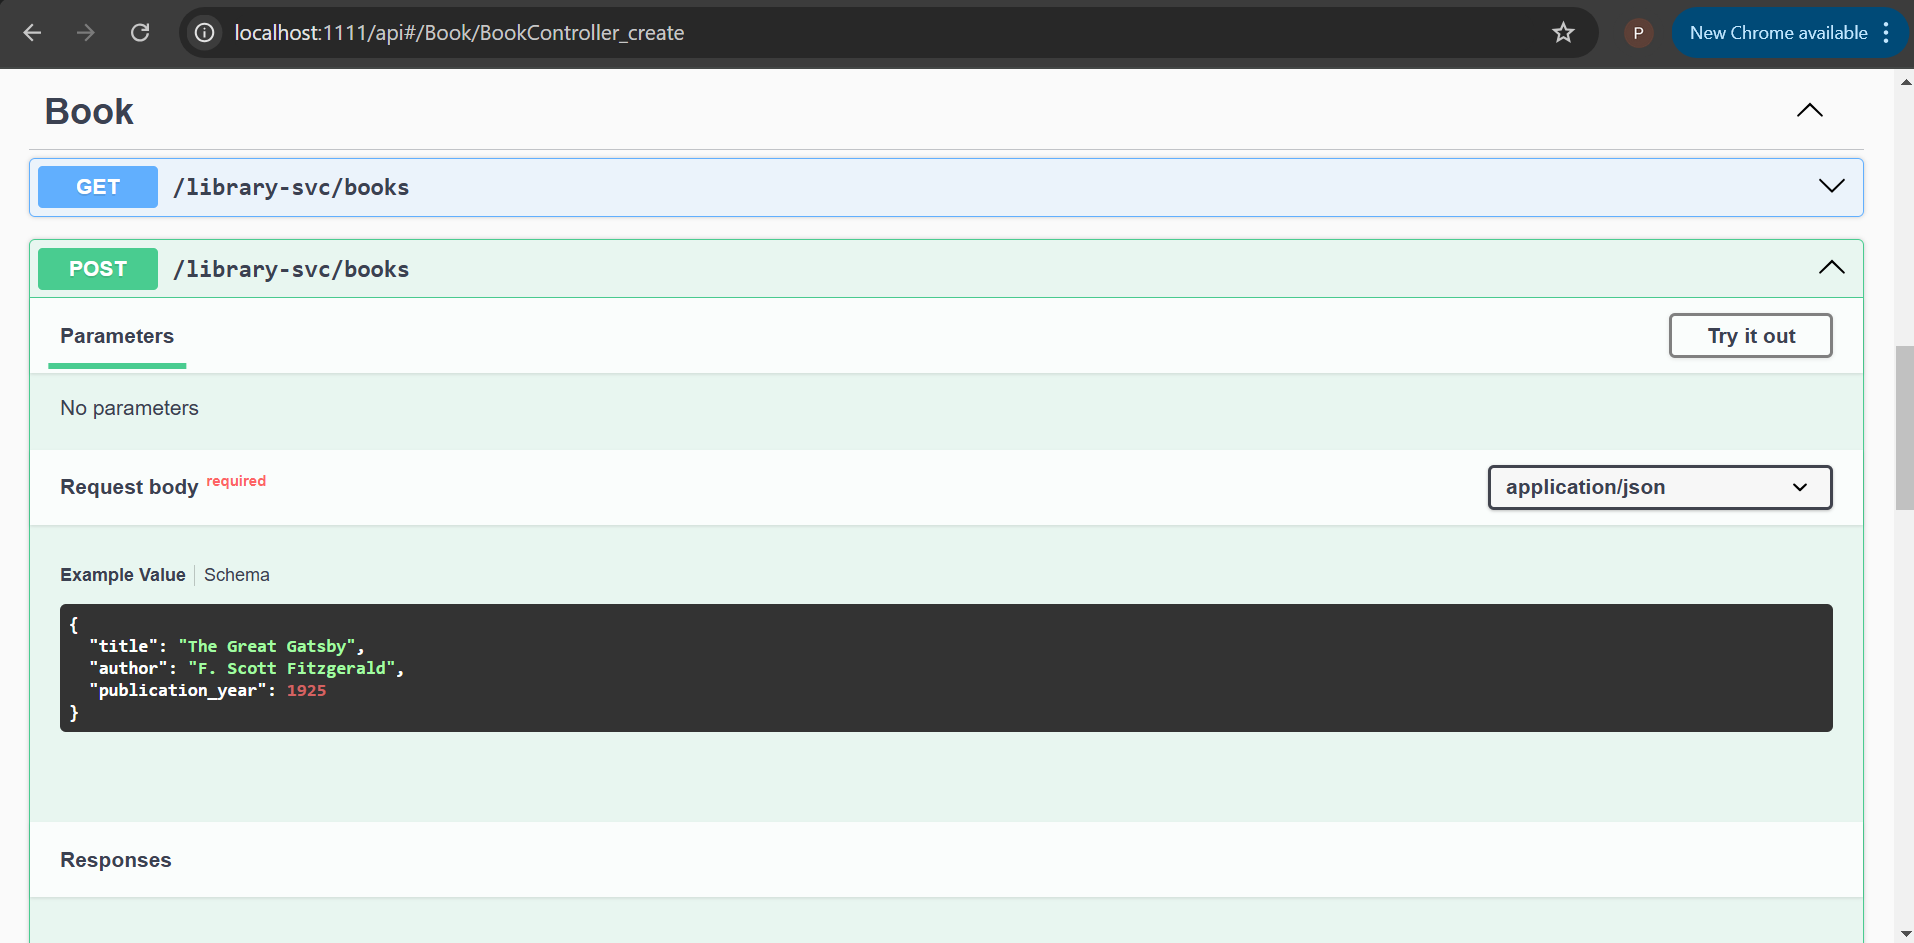 localhost:1111/api#/Book/BookController_create
P
New Chrome available
Book
GET /library-svc/books
POST /library-svc/books
Parameters
Try it out
No parameters
Request body required
application/json
Example Value Schema
{
"title": "The Great Gatsby",
"author": "F. Scott Fitzgerald",
"publication_year": 1925
}
Responses